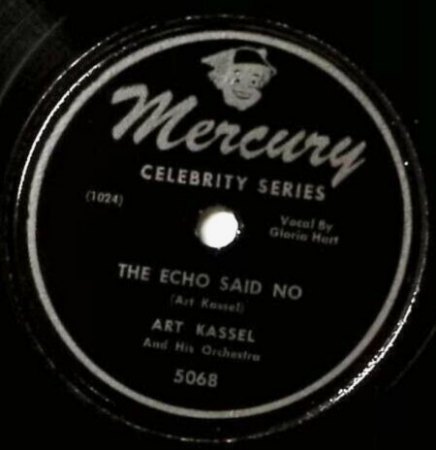 Mercury
CELEBRITY SERIES
(1024)
Vocal By
Gloria Hart
THE ECHO SAID NO
(Art Kassel)
ART KASSEL
And His Orchestra
5068